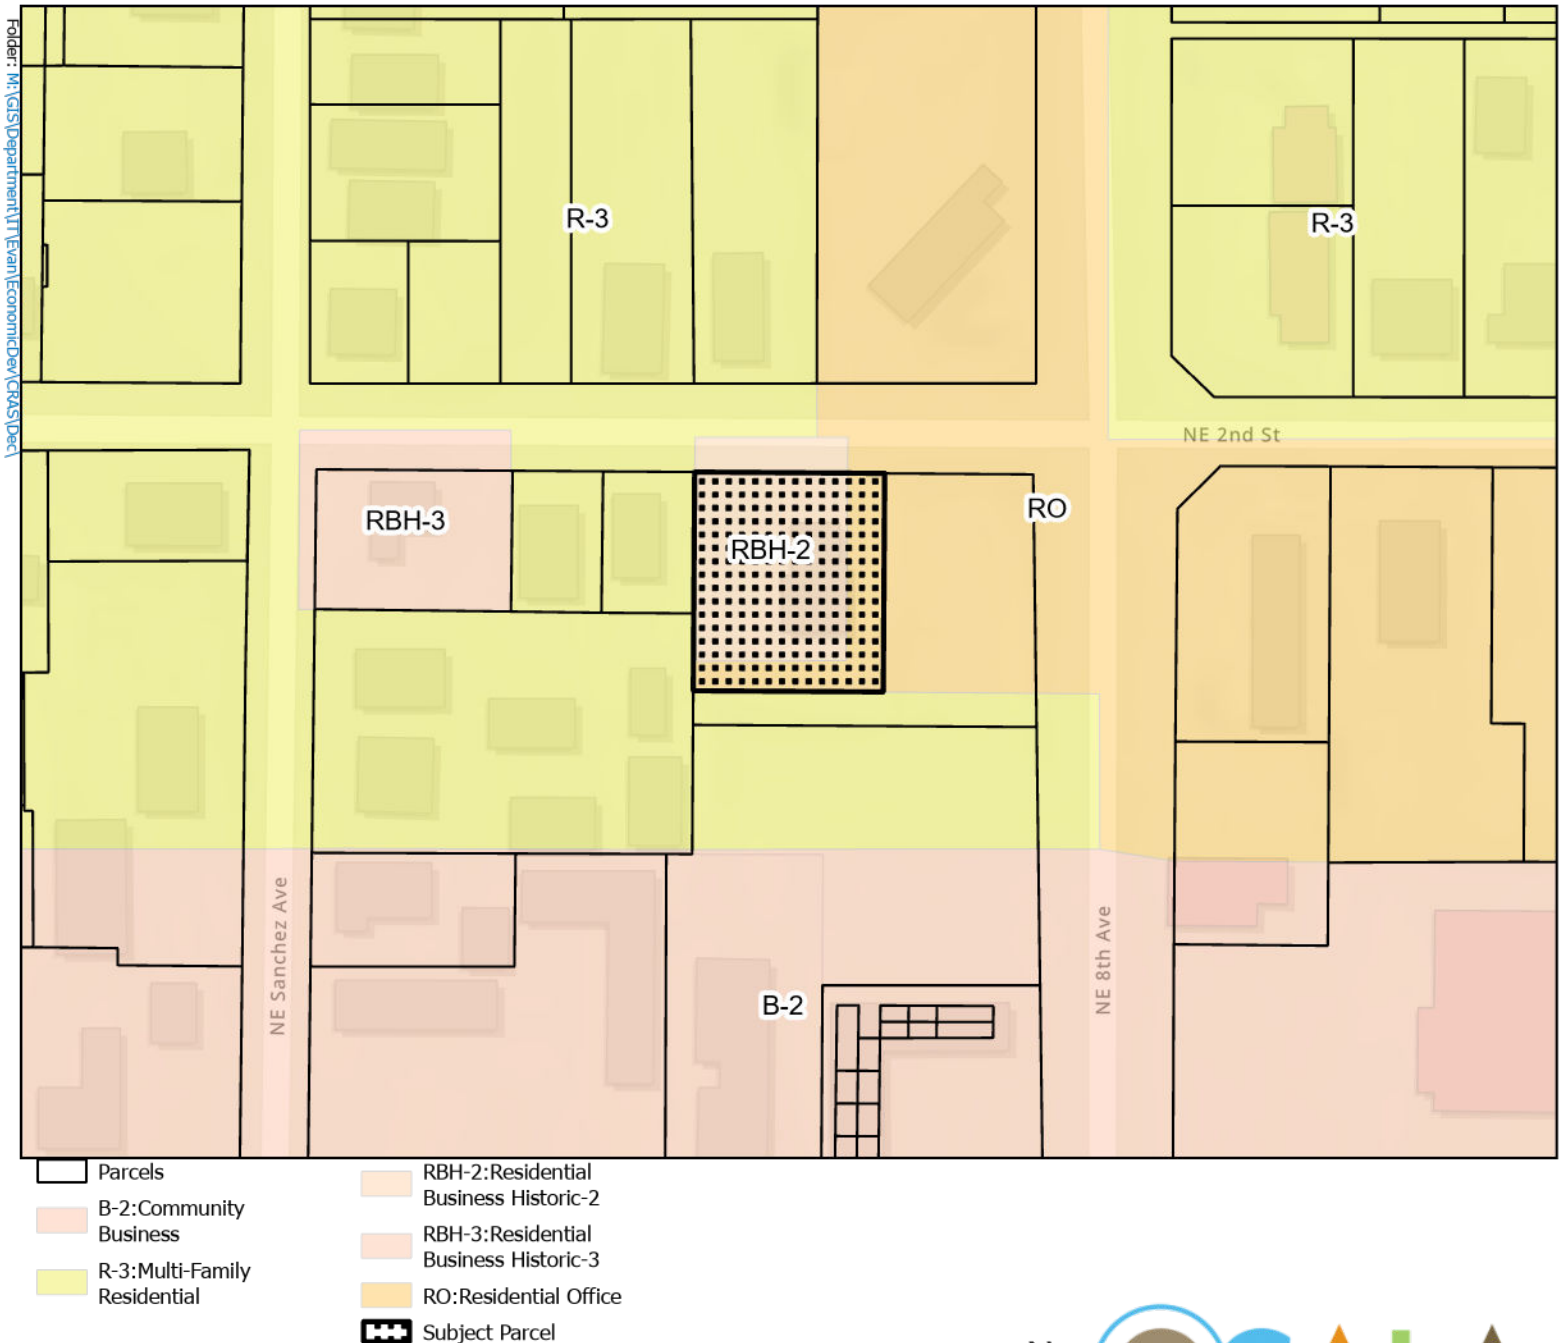 Folder: M:\GIS\Department\IT\Evan\EconomicDev\CRAS\Dec\
R-3
R-3
NE 2nd St
RBH-3
RO
RBH-2
NE Sanchez Ave
NE 8th Ave
B-2
Parcels
B-2:Community
Business
R-3:Multi-Family
Residential
RBH-2:Residential
Business Historic-2
RBH-3:Residential
Business Historic-3
RO:Residential Office
Subject Parcel